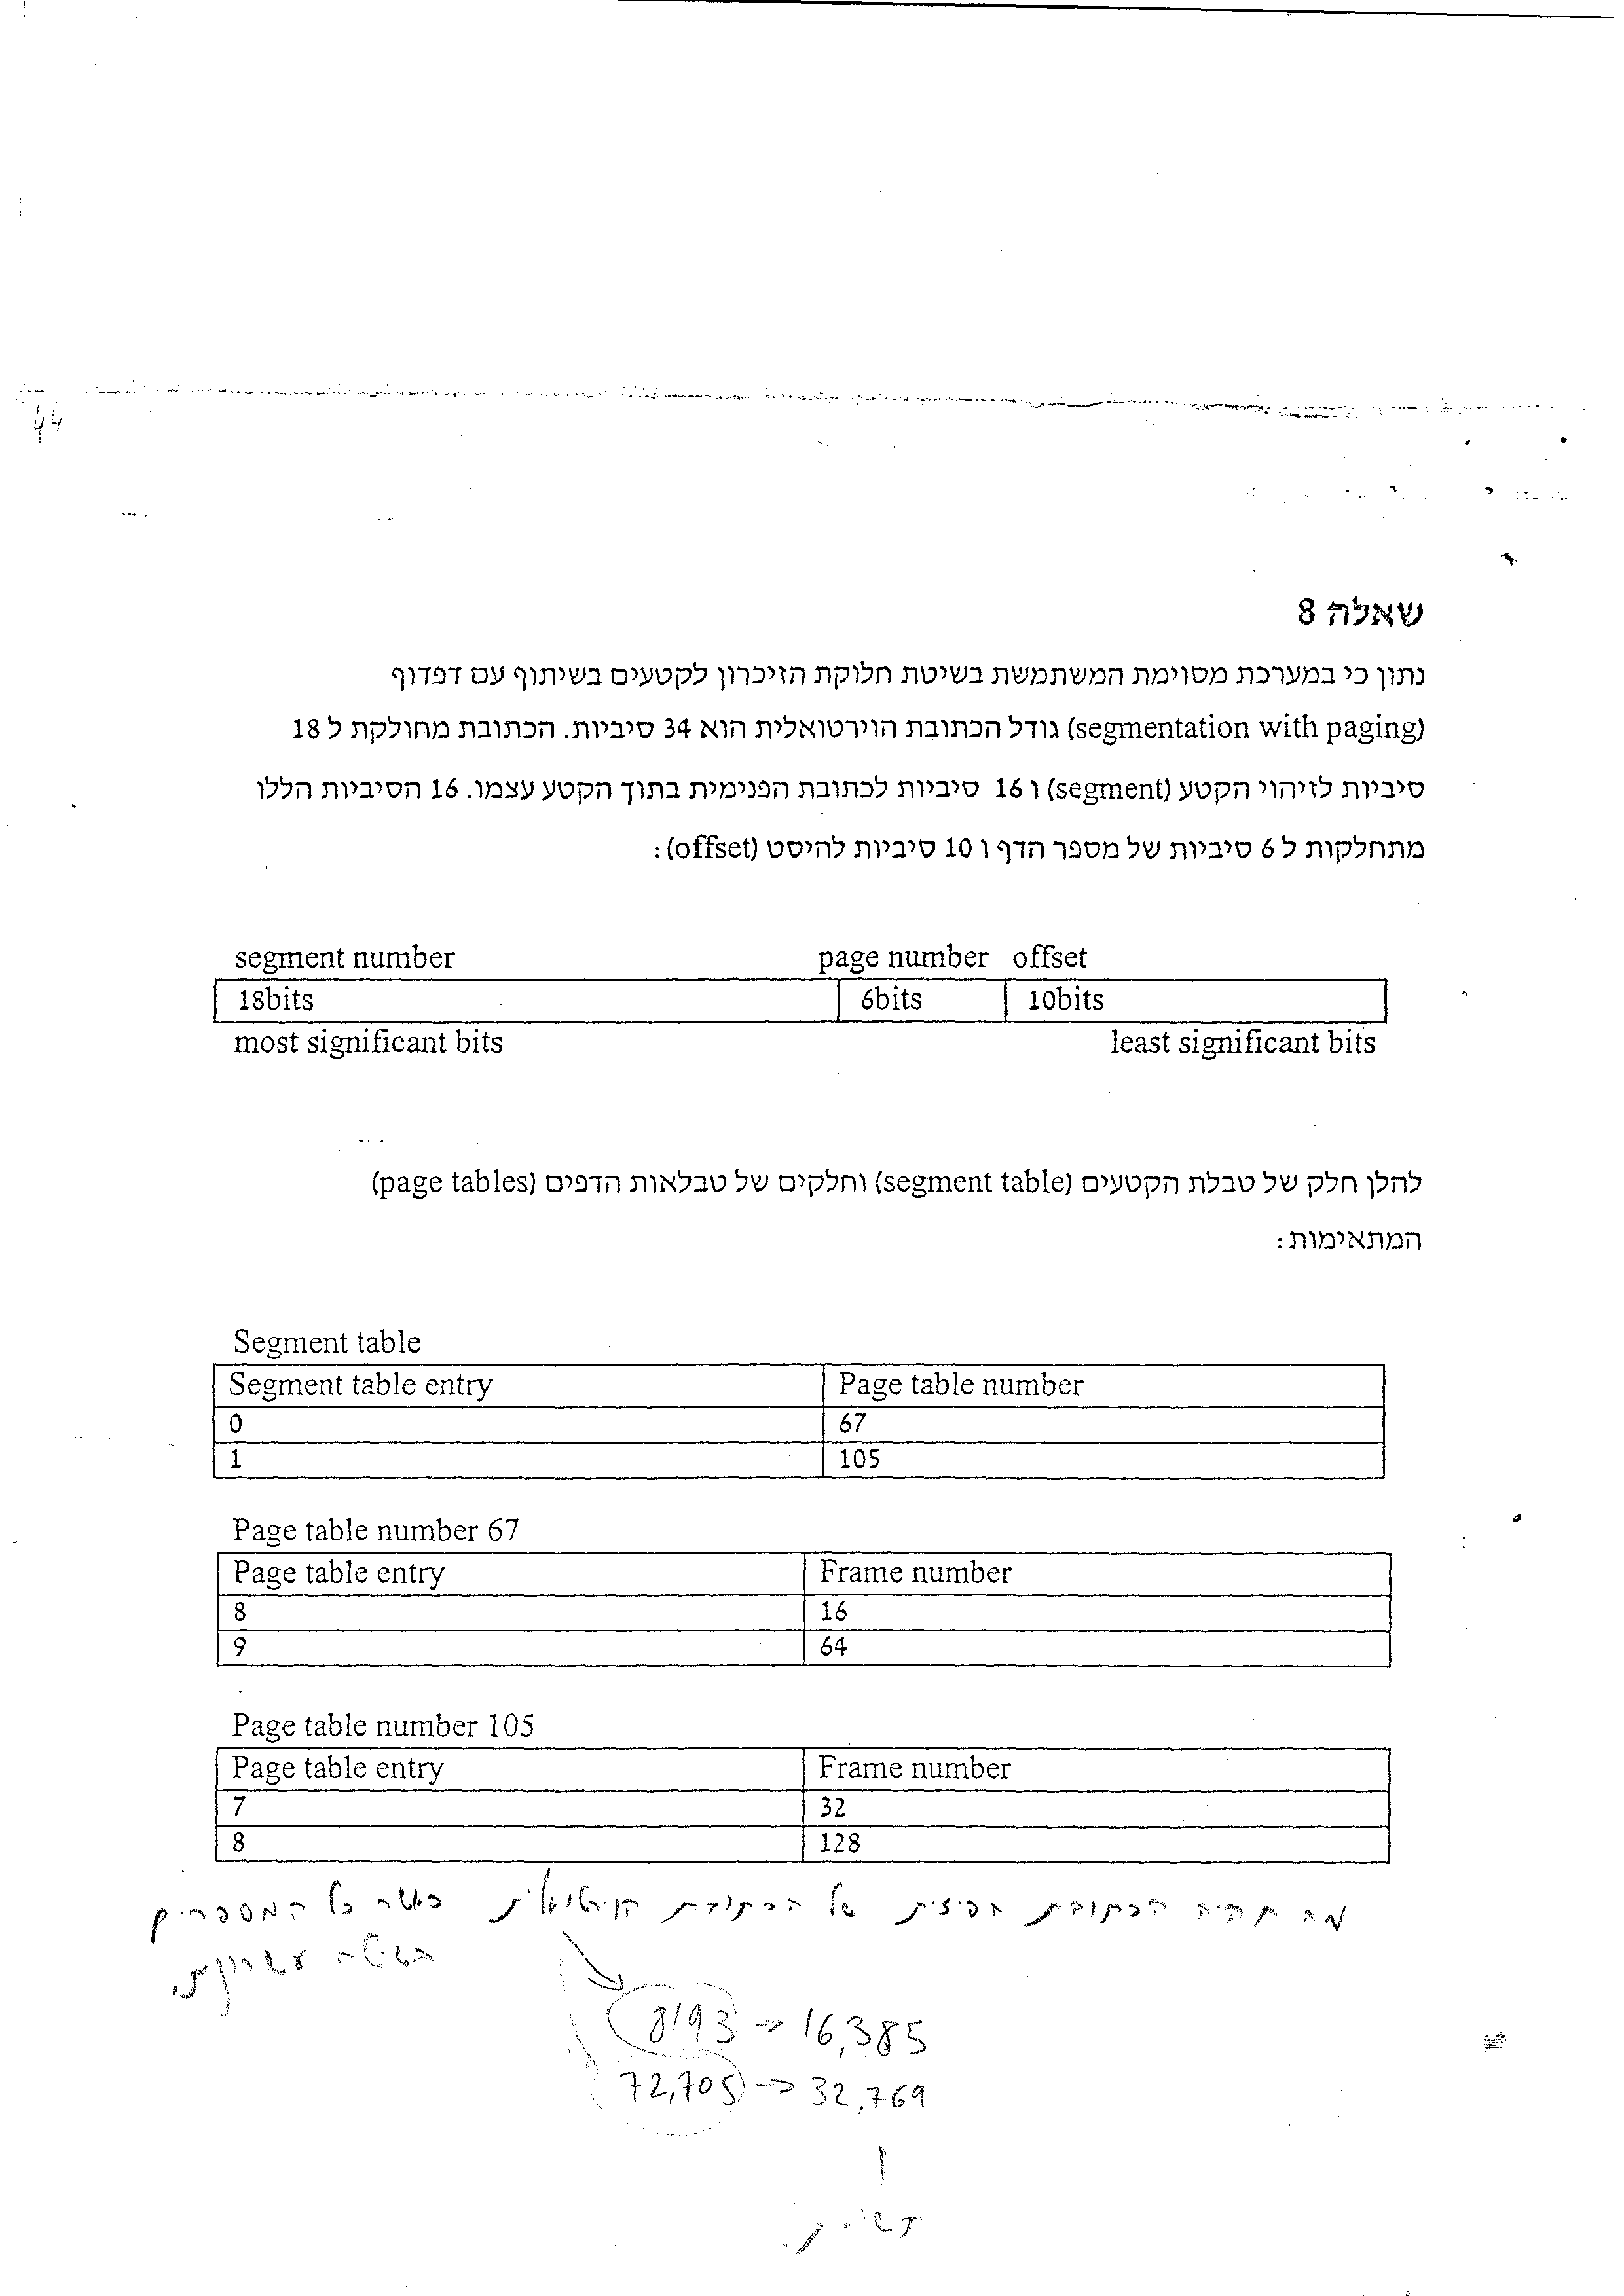 44
שאלה 8
נתון כי במערכת מסוימת המשתמשת בשיטת חלוקת הזיכרון לקטעים בשיתוף עם דפדוף
(segmentation with paging) גודל הכתובת הוירטואלית הוא 34 סיביות. הכתובת מחולקת ל 18
סיביות לזיהוי הקטע (segment) ו 16 סיביות לכתובת הפנימית בתוך הקטע עצמו. 16 הסיביות הללו
מתחלקות ל 6 סיביות של מספר הדף ו 10 סיביות להיסט (offset):
segment number page number offset
18bits 6bits 10bits
most significant bits least significant bits
להלן חלק של טבלת הקטעים (segment table) וחלקים של טבלאות הדפים (page tables)
המתאימות:
Segment table
Segment table entry Page table number
0 67
1 105
Page table number 67
Page table entry Frame number
8 16
9 64
Page table number 105
Page table entry Frame number
7 32
8 128
מה תהיה הכתובת הפיזית של הכתובת הוירטואלית כאשר כל המספרים
בשיטה עשרונית
8193 -> 16,385
72,705 -> 32,769